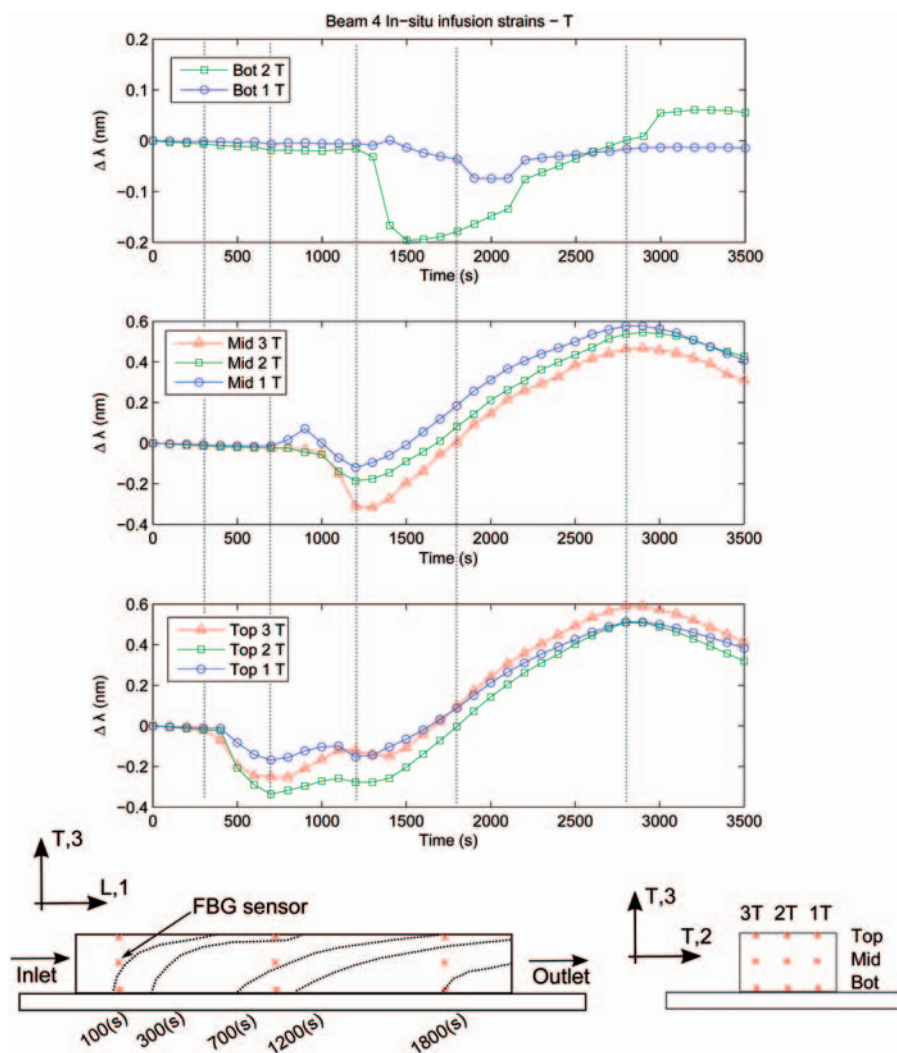 Beam 4 In-situ infusion strains − T
0.2
0.1
0
−0.1
−0.2
Δ λ (nm)
Bot 2 T
Bot 1 T
0 500 1000 1500 2000 2500 3000 3500
Time (s)
0.6
0.4
0.2
0
−0.2
−0.4
Δ λ (nm)
Mid 3 T
Mid 2 T
Mid 1 T
0 500 1000 1500 2000 2500 3000 3500
Time (s)
0.6
0.4
0.2
0
−0.2
−0.4
Δ λ (nm)
Top 3 T
Top 2 T
Top 1 T
0 500 1000 1500 2000 2500 3000 3500
Time (s)
T,3
L,1
FBG sensor
Inlet
Outlet
100(s) 300(s) 700(s) 1200(s) 1800(s)
T,3
T,2
3T 2T 1T
Top
Mid
Bot